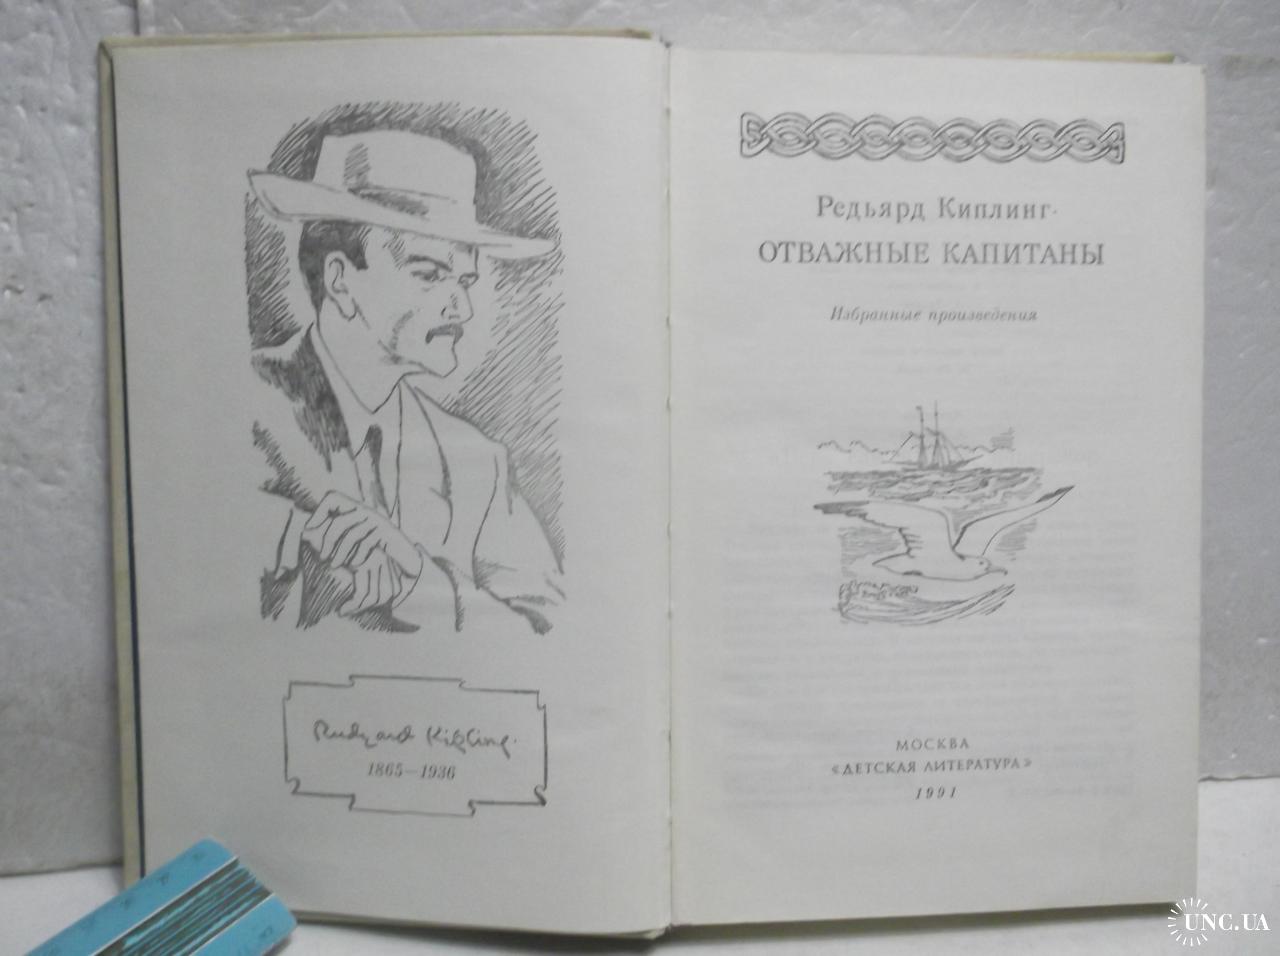 Rudyard Kipling.
1865—1936
Редьярд Киплинг.
ОТВАЖНЫЕ КАПИТАНЫ
Избранные произведения
МОСКВА
«ДЕТСКАЯ ЛИТЕРАТУРА»
1991
UNC.UA